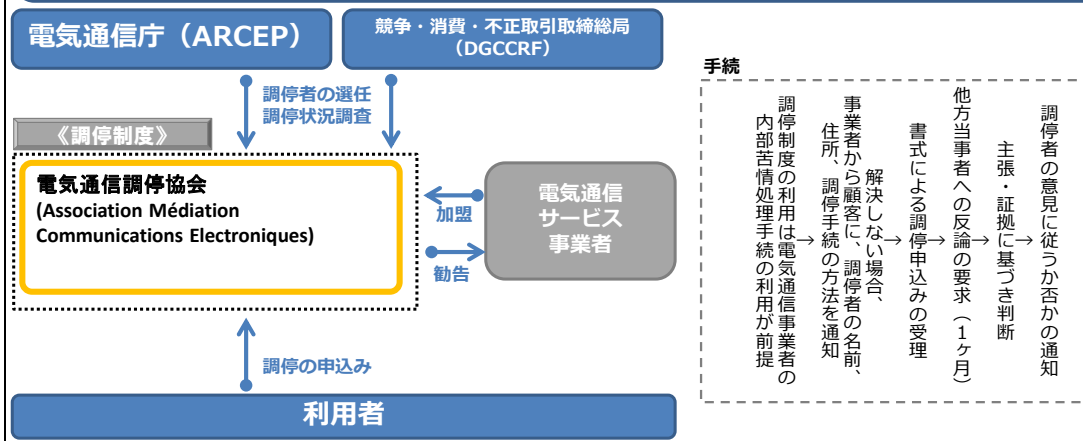 電気通信庁（ARCEP）
競争・消費・不正取引取締総局
（DGCCRF）
調停者の選任
調停状況調査
《調停制度》
電気通信調停協会
(Association Médiation
Communications Electroniques)
加盟
勧告
電気通信
サービス
事業者
調停の申込み
利用者
手続
調停制度の利用は電気通信事業者の
内部苦情処理手続の利用が前提
→
解決しない場合、
事業者から顧客に、調停者の名前、
住所、調停手続の方法を通知
→
書式による調停申込みの受理
→
他方当事者への反論の要求（１ヶ月）
→
主張・証拠に基づき判断
→
調停者の意見に従うか否かの通知